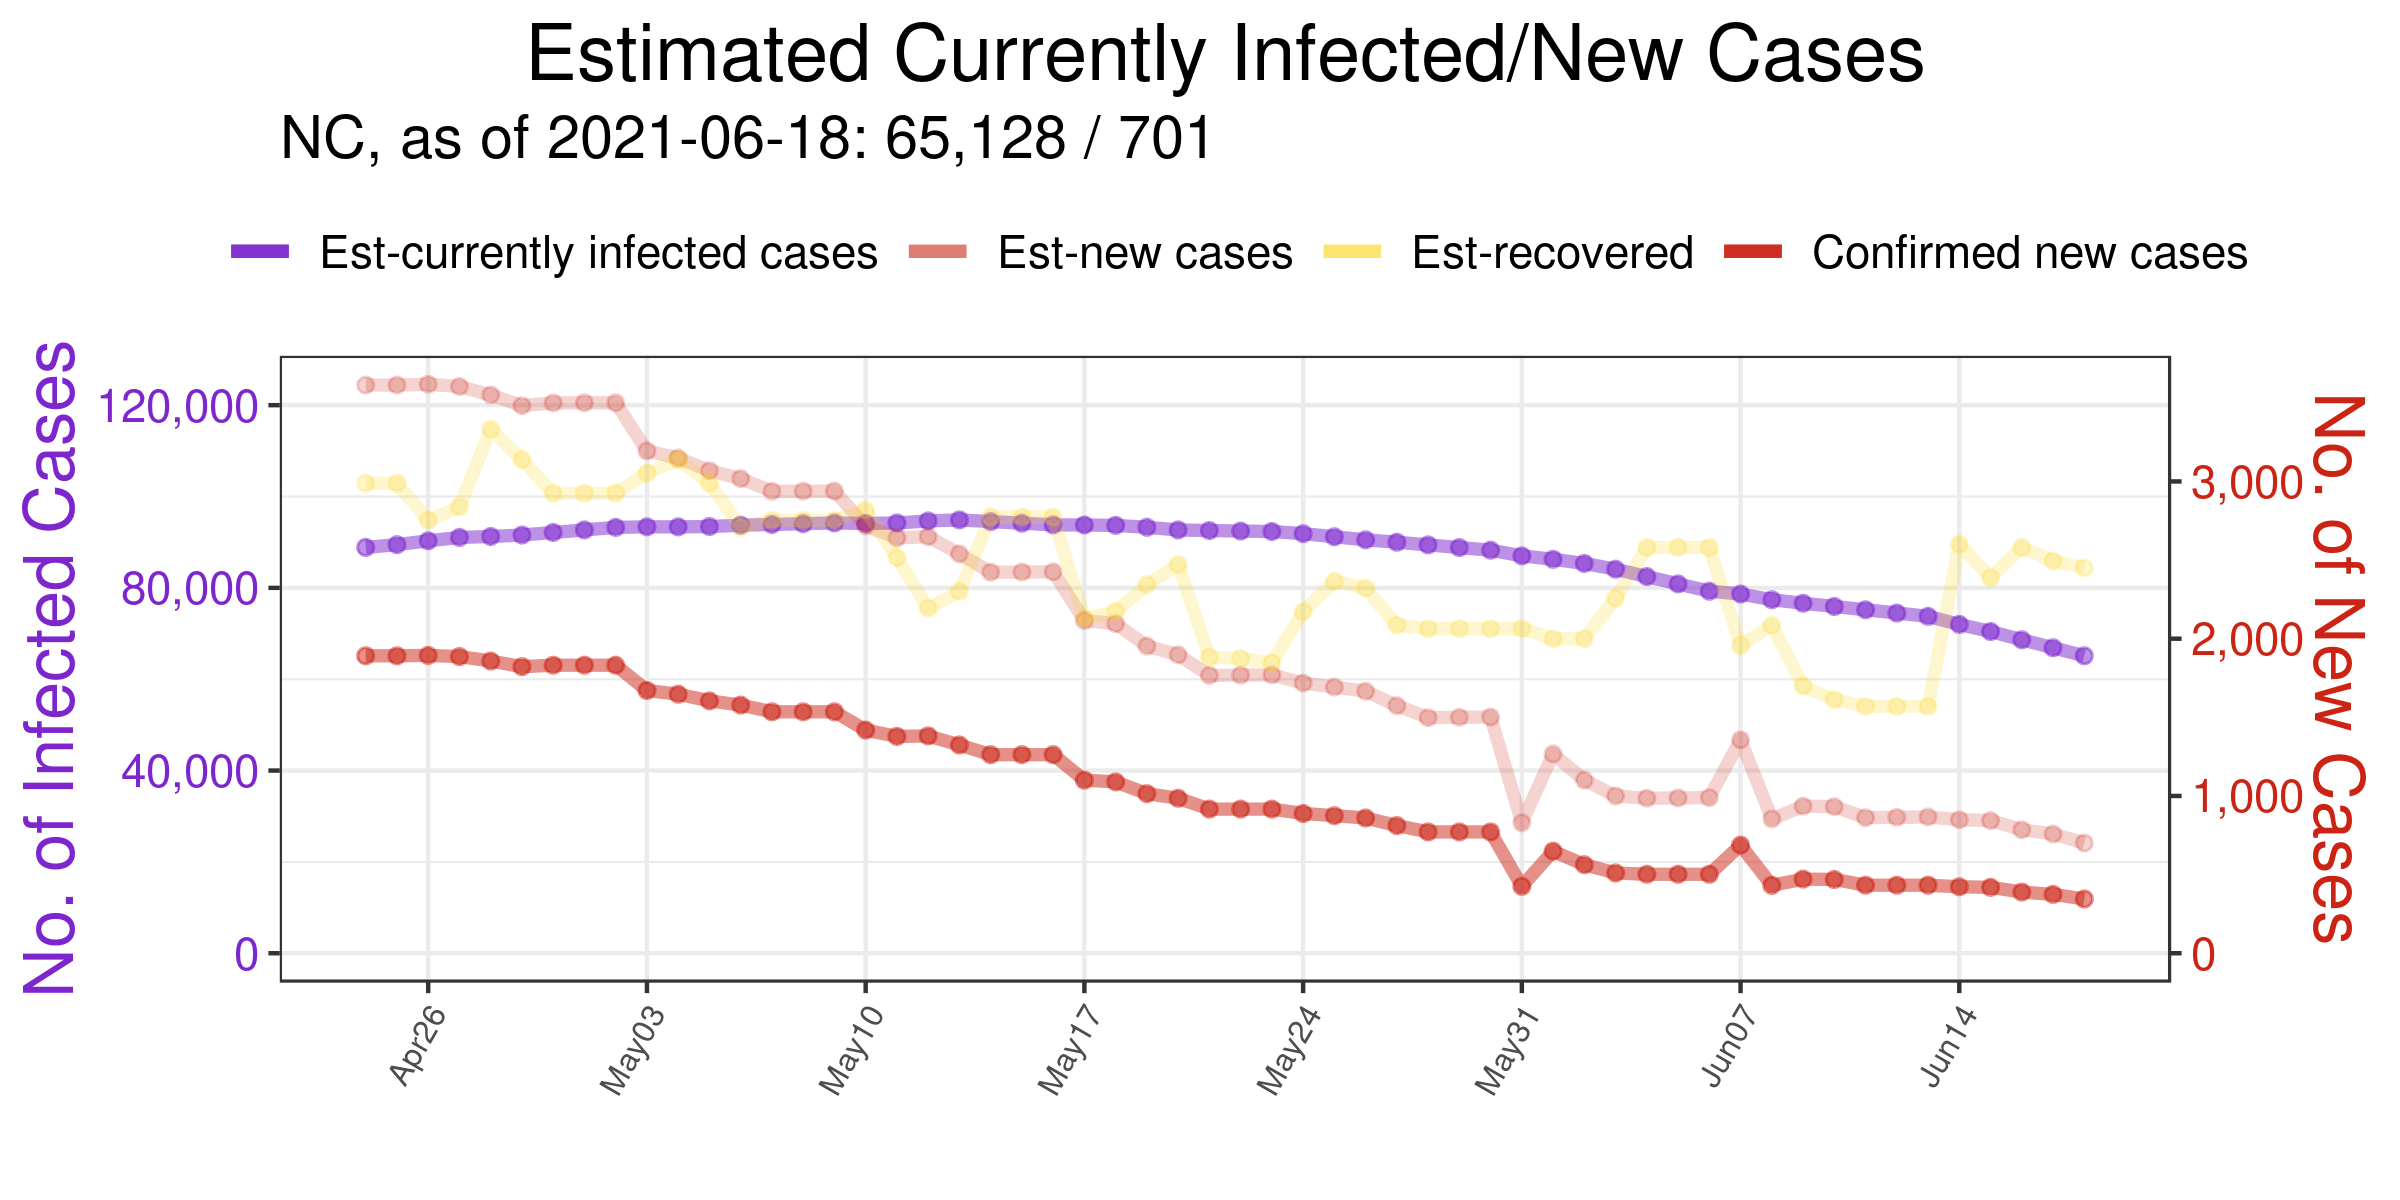 Estimated Currently Infected/New Cases
NC, as of 2021-06-18: 65,128 / 701
Est-currently infected cases Est-new cases Est-recovered Confirmed new cases
No. of Infected Cases
120,000
80,000
40,000
0
3,000
2,000
1,000
0
No. of New Cases
Apr26 May03 May10 May17 May24 May31 Jun07 Jun14